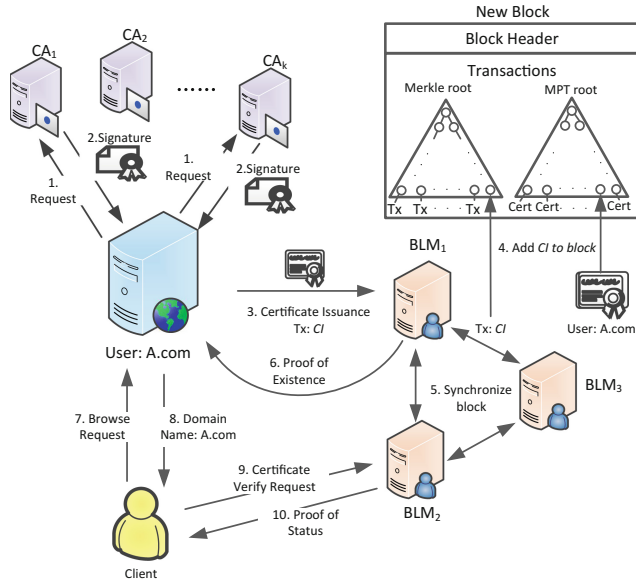 New Block
Block Header
Transactions
Merkle root
MPT root
Tx
Tx
Tx
Cert
Cert
Cert
CA1
CA2
......
CAk
2.Signature
1.
Request
1.
Request
2.Signature
4. Add CI to block
BLM1
3. Certificate Issuance
Tx: CI
Tx: CI
User: A.com
User: A.com
6. Proof of
Existence
5. Synchronize
block
BLM3
7. Browse
Request
8. Domain
Name: A.com
9. Certificate
Verify Request
10. Proof of
Status
BLM2
Client